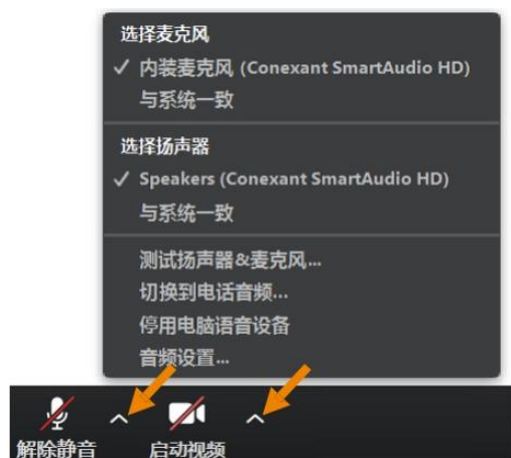 选择麦克风
✓ 内装麦克风 (Conexant SmartAudio HD)
与系统一致
选择扬声器
✓ Speakers (Conexant SmartAudio HD)
与系统一致
测试扬声器&麦克风...
切换到电话音频...
停用电脑语音设备
音频设置...
解除静音 启动视频